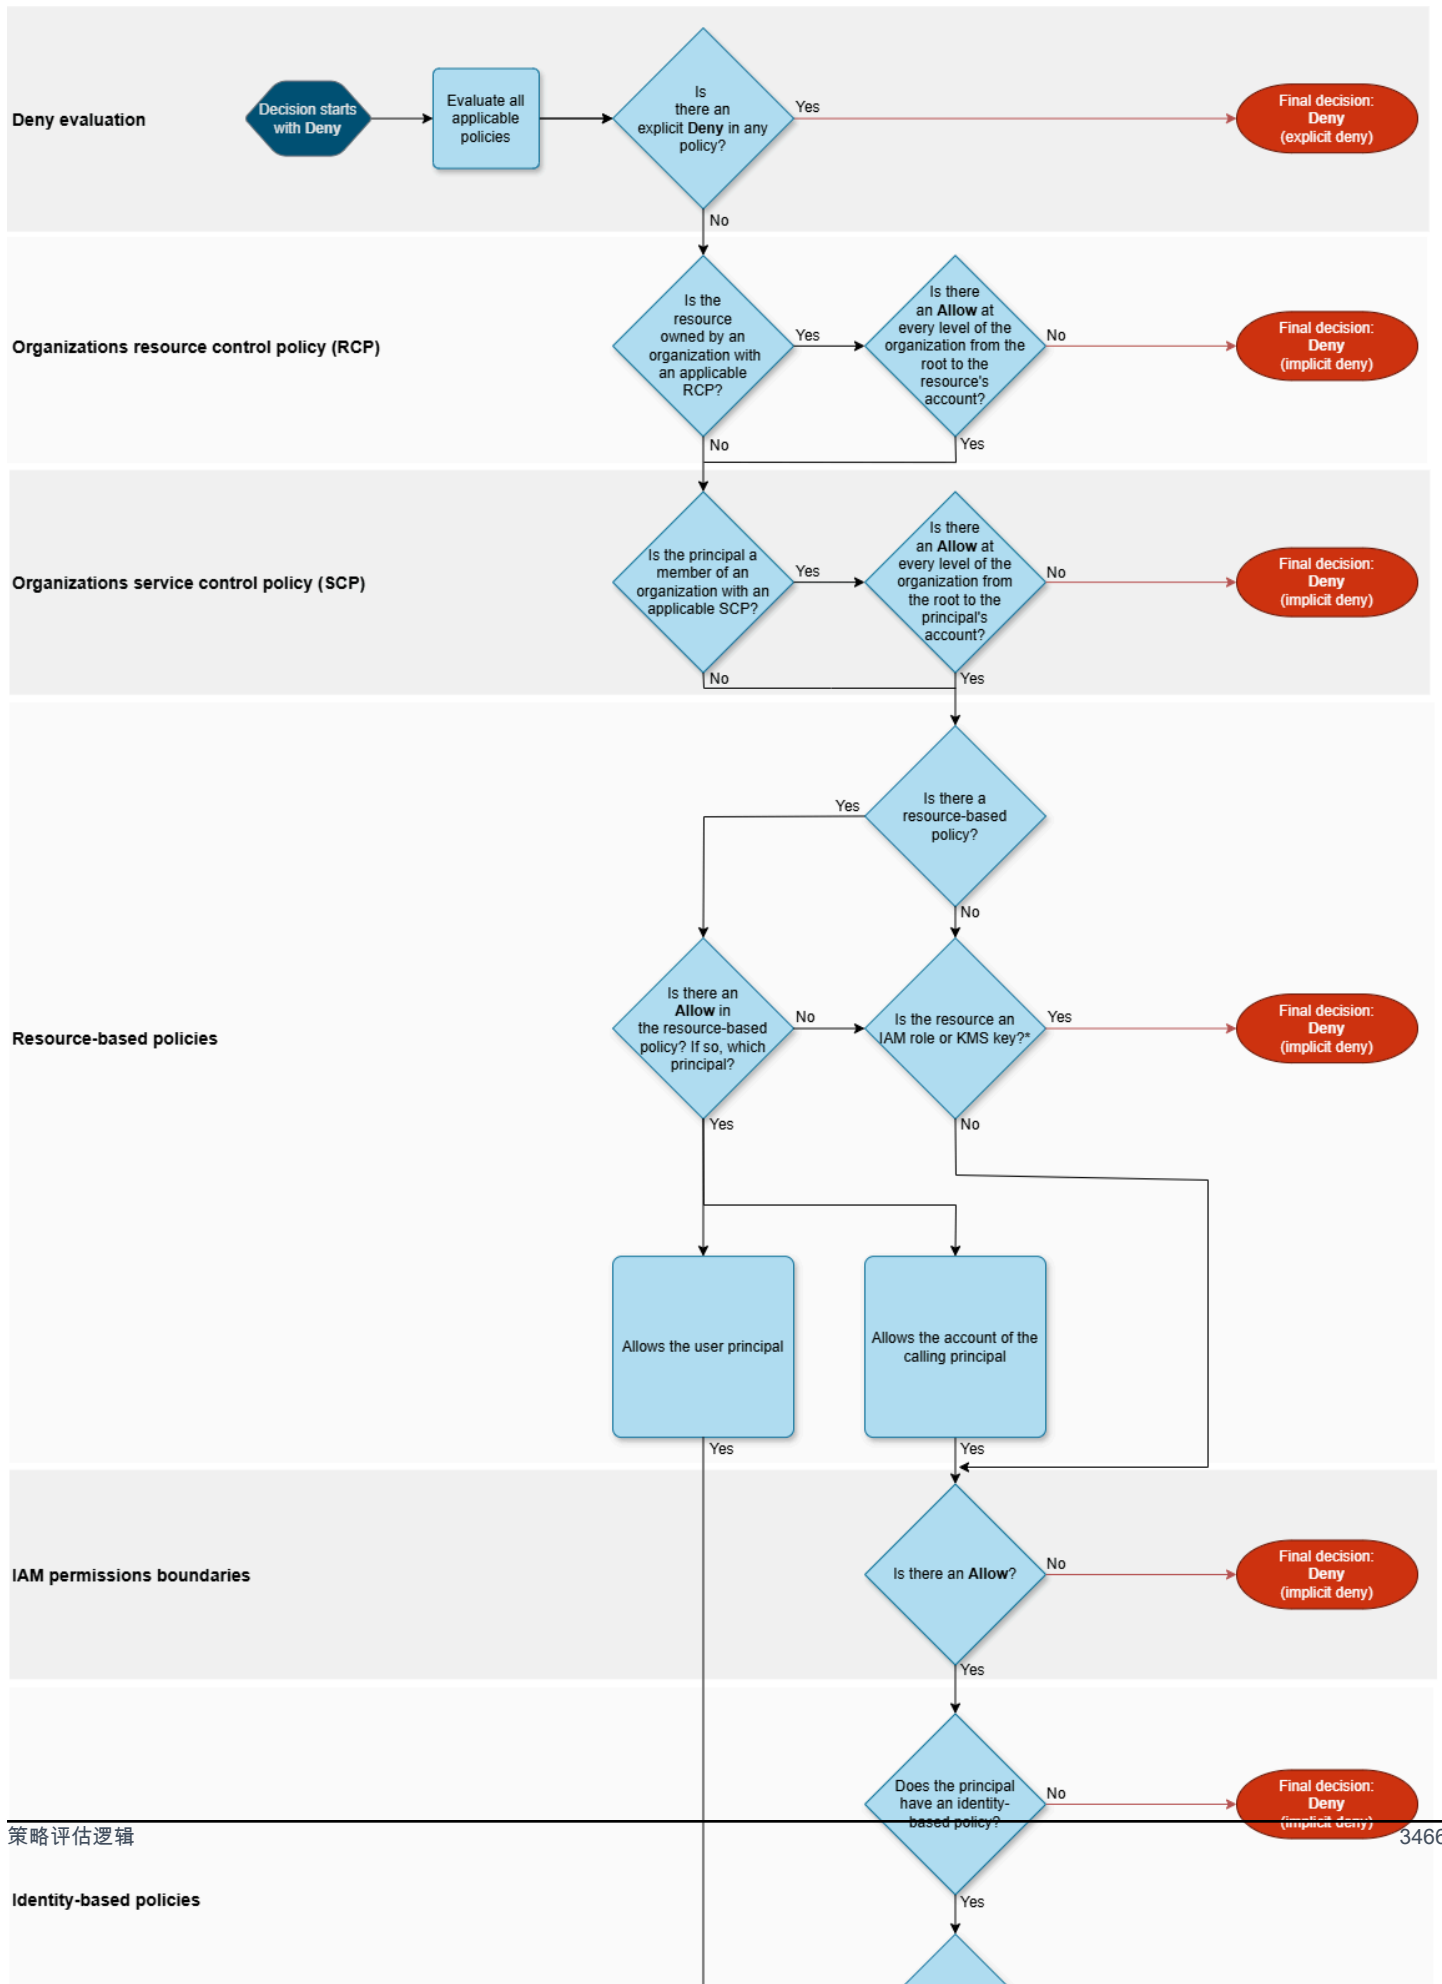 Deny evaluation
Decision starts
with Deny
Evaluate all
applicable
policies
Is
there an
explicit Deny in any
policy?
Yes
Final decision:
Deny
(explicit deny)
No
Organizations resource control policy (RCP)
Is the
resource
owned by an
organization with
an applicable
RCP?
Yes
Is there
an Allow at
every level of the
organization from the
root to the
resource's
account?
No
Final decision:
Deny
(implicit deny)
No
Yes
Organizations service control policy (SCP)
Is the principal a
member of an
organization with an
applicable SCP?
Yes
Is there
an Allow at
every level of the
organization from
the root to the
principal's
account?
No
Final decision:
Deny
(implicit deny)
No
Yes
Is there a
resource-based
policy?
Yes
No
Resource-based policies
Is there an
Allow in
the resource-based
policy? If so, which
principal?
No
Is the resource an
IAM role or KMS key?*
Yes
Final decision:
Deny
(implicit deny)
Yes
No
Allows the user principal
Allows the account of the
calling principal
Yes
Yes
IAM permissions boundaries
Is there an Allow?
No
Final decision:
Deny
(implicit deny)
Yes
Does the principal
have an identity-
based policy?
No
Final decision:
Deny
(implicit deny)
策略评估逻辑
3466
Identity-based policies
Yes